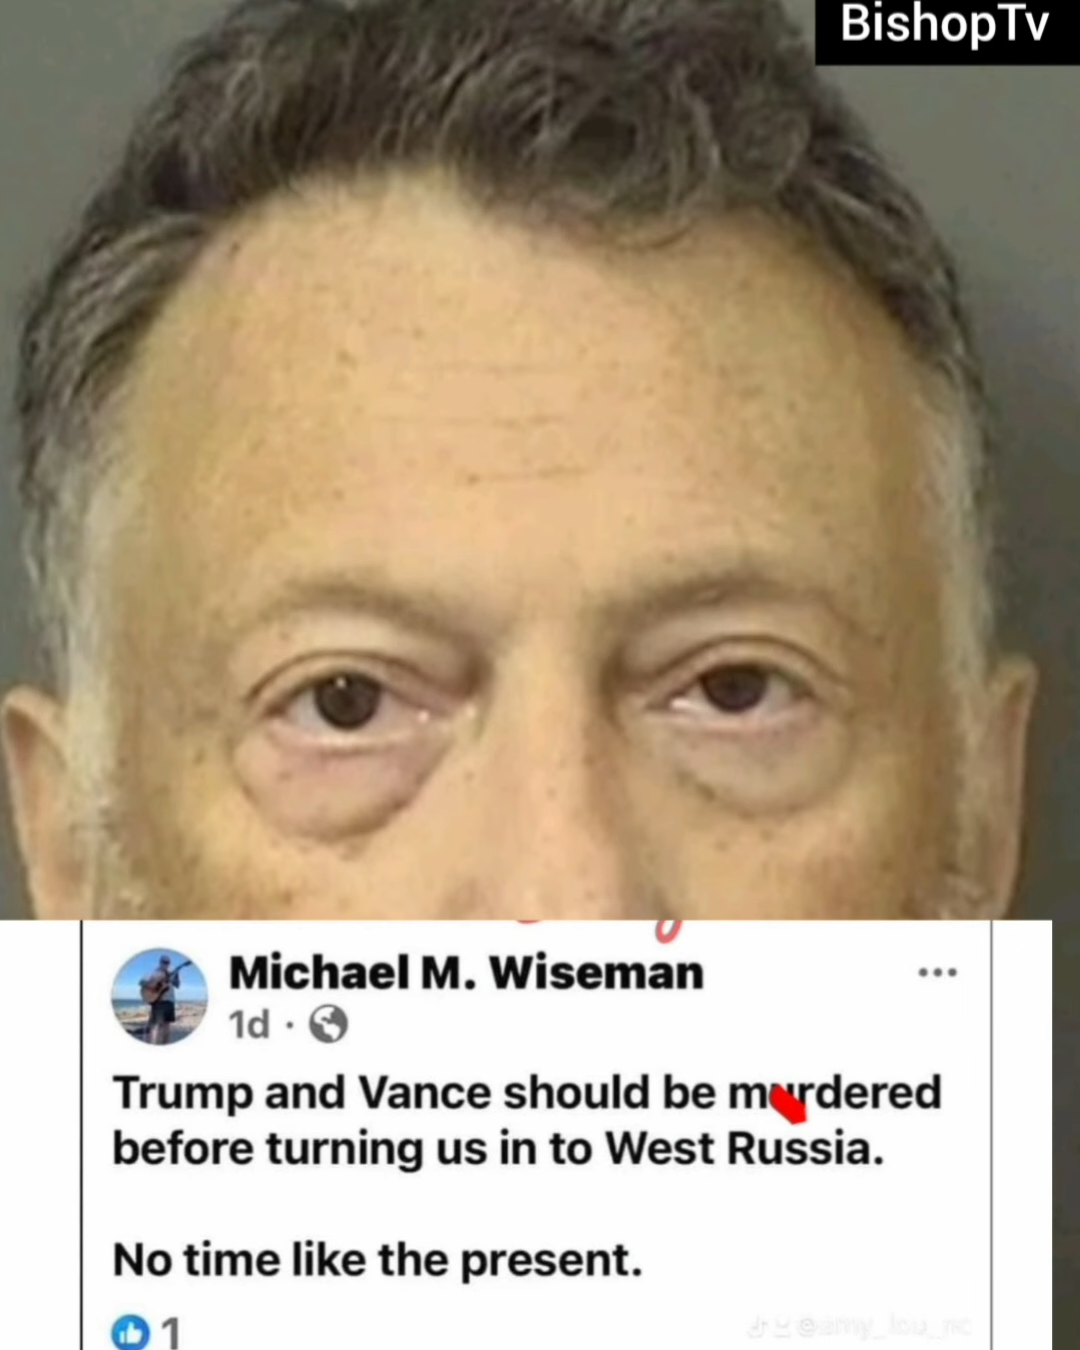 BishopTv
Michael M. Wiseman
1d ·
Trump and Vance should be murdered
before turning us in to West Russia.
No time like the present.
1